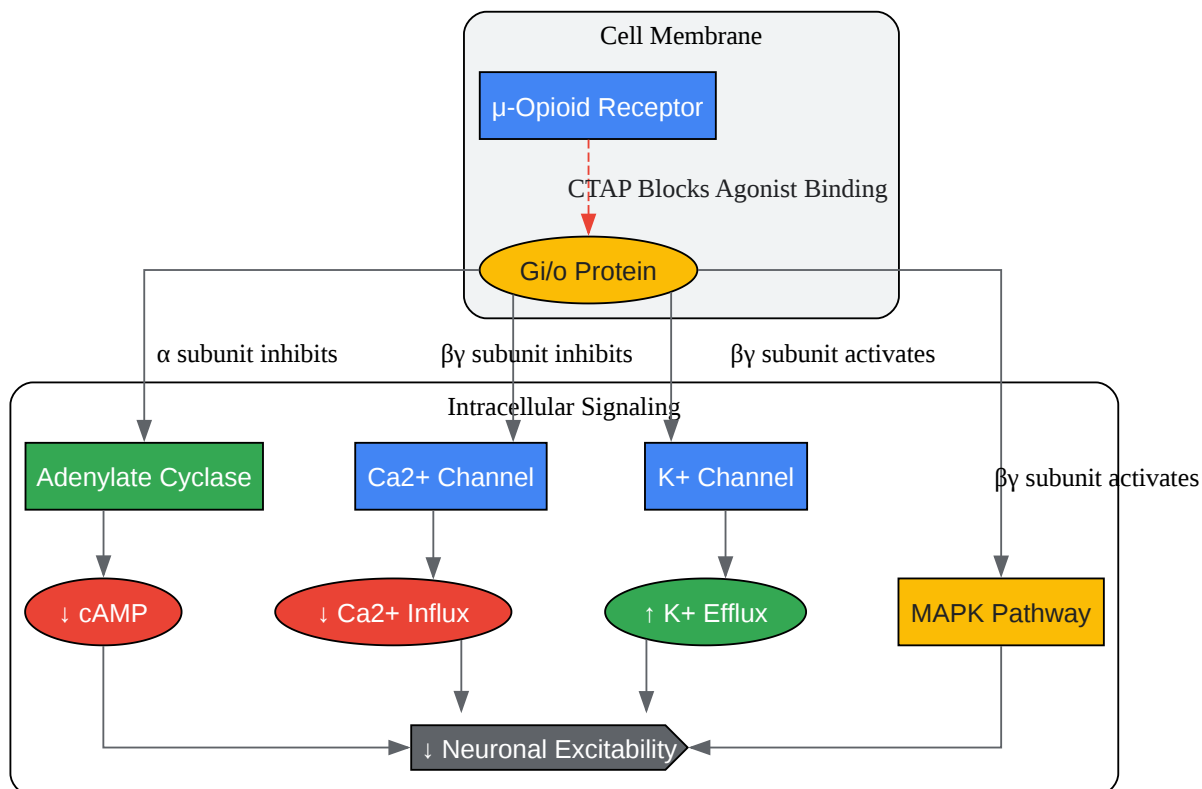 Cell Membrane
μ-Opioid Receptor
CTAP Blocks Agonist Binding
Gi/o Protein
α subunit inhibits
βγ subunit inhibits
βγ subunit activates
Intracellular Signaling
Adenylate Cyclase
Ca2+ Channel
K+ Channel
βγ subunit activates
↓ cAMP
↓ Ca2+ Influx
↑ K+ Efflux
MAPK Pathway
↓ Neuronal Excitability